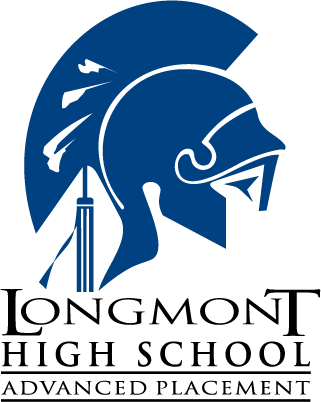 LONGMONT
HIGH SCHOOL
ADVANCED PLACEMENT